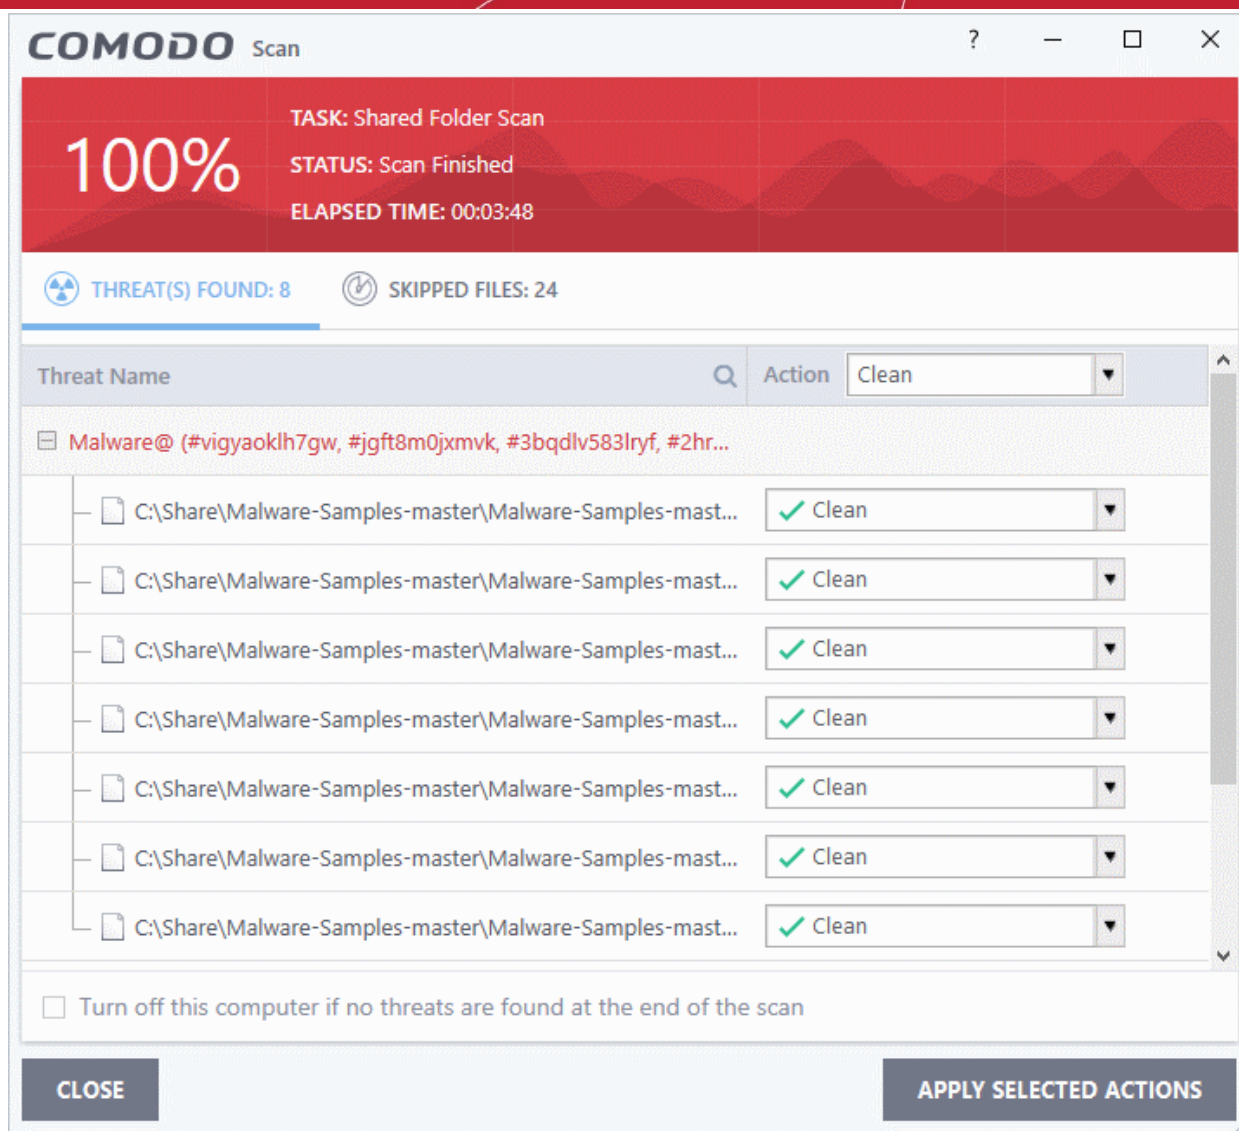 COMODO Scan ?
100%
TASK: Shared Folder Scan
STATUS: Scan Finished
ELAPSED TIME: 00:03:48
THREAT(S) FOUND: 8 SKIPPED FILES: 24
Threat Name Action Clean
Malware@ (#vigyaoklh7gw, #jgft8m0jxmvk, #3bqdlv583lryf, #2hr...
C:\Share\Malware-Samples-master\Malware-Samples-mast... Clean
C:\Share\Malware-Samples-master\Malware-Samples-mast... Clean
C:\Share\Malware-Samples-master\Malware-Samples-mast... Clean
C:\Share\Malware-Samples-master\Malware-Samples-mast... Clean
C:\Share\Malware-Samples-master\Malware-Samples-mast... Clean
C:\Share\Malware-Samples-master\Malware-Samples-mast... Clean
C:\Share\Malware-Samples-master\Malware-Samples-mast... Clean
Turn off this computer if no threats are found at the end of the scan
CLOSE APPLY SELECTED ACTIONS